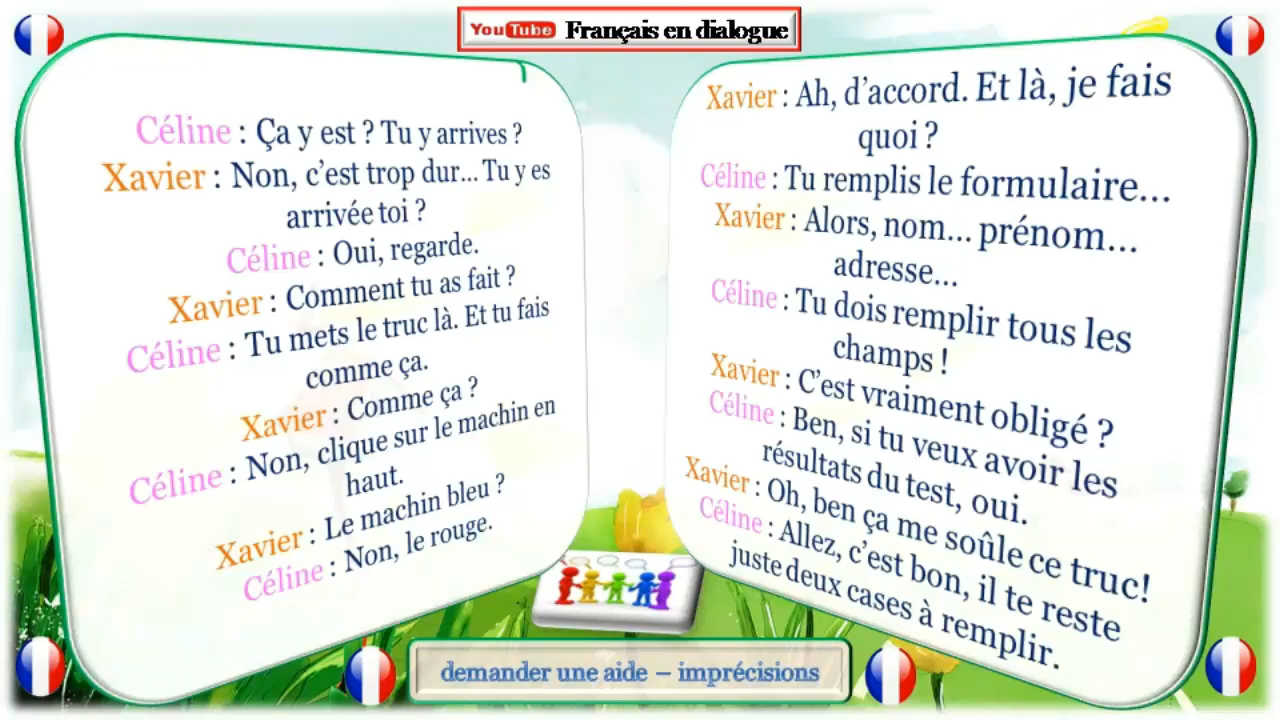 YouTube Français en dialogue
Céline : Ça y est ? Tu y arrives ?
Xavier : Non, c’est trop dur... Tu y es
arrivée toi ?
Céline : Oui, regarde.
Xavier : Comment tu as fait ?
Céline : Tu mets le truc là. Et tu fais
comme ça.
Xavier : Comme ça ?
Céline : Non, clique sur le machin en
haut.
Xavier : Le machin bleu ?
Céline : Non, le rouge.
Xavier : Ah, d’accord. Et là, je fais
quoi ?
Céline : Tu remplis le formulaire...
Xavier : Alors, nom... prénom...
adresse...
Céline : Tu dois remplir tous les
champs !
Xavier : C’est vraiment obligé ?
Céline : Ben, si tu veux avoir les
résultats du test, oui.
Xavier : Oh, ben ça me soûle ce truc!
Céline : Allez, c’est bon, il te reste
juste deux cases à remplir.
demander une aide – imprécisions